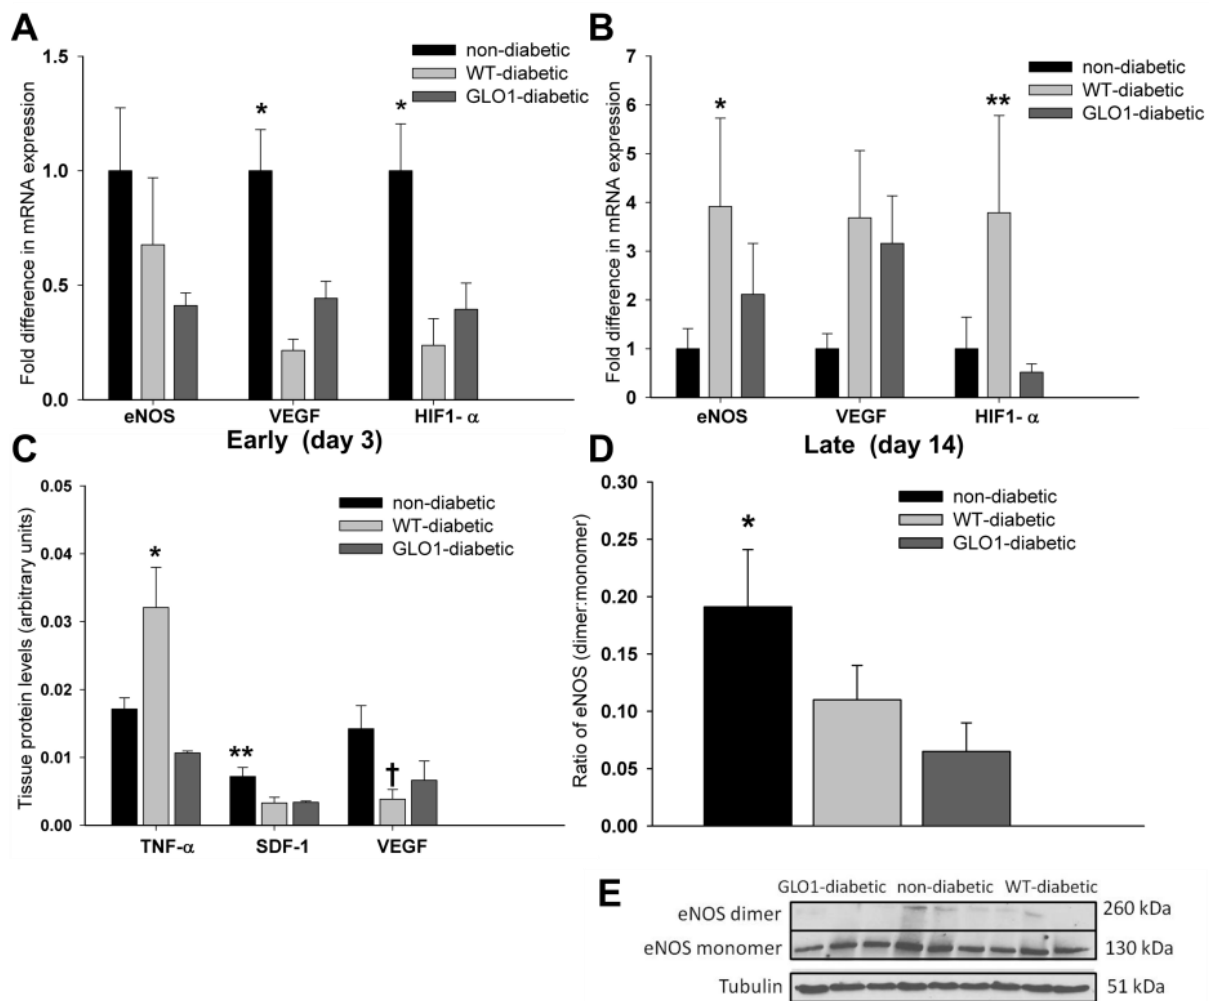 A
Fold difference in mRNA expression
1.5
1.0
0.5
0.0
non-diabetic
WT-diabetic
GLO1-diabetic
*
*
eNOS
VEGF
HIF1- α
Early (day 3)
B
Fold difference in mRNA expression
7
6
5
4
3
2
1
0
non-diabetic
WT-diabetic
GLO1-diabetic
*
**
eNOS
VEGF
HIF1- α
Late (day 14)
C
Tissue protein levels (arbitrary units)
0.05
0.04
0.03
0.02
0.01
0.00
non-diabetic
WT-diabetic
GLO1-diabetic
*
**
†
TNF-α
SDF-1
VEGF
D
Ratio of eNOS (dimer:monomer)
0.30
0.25
0.20
0.15
0.10
0.05
0.00
non-diabetic
WT-diabetic
GLO1-diabetic
*
E
GLO1-diabetic non-diabetic WT-diabetic
eNOS dimer 260 kDa
eNOS monomer 130 kDa
Tubulin 51 kDa